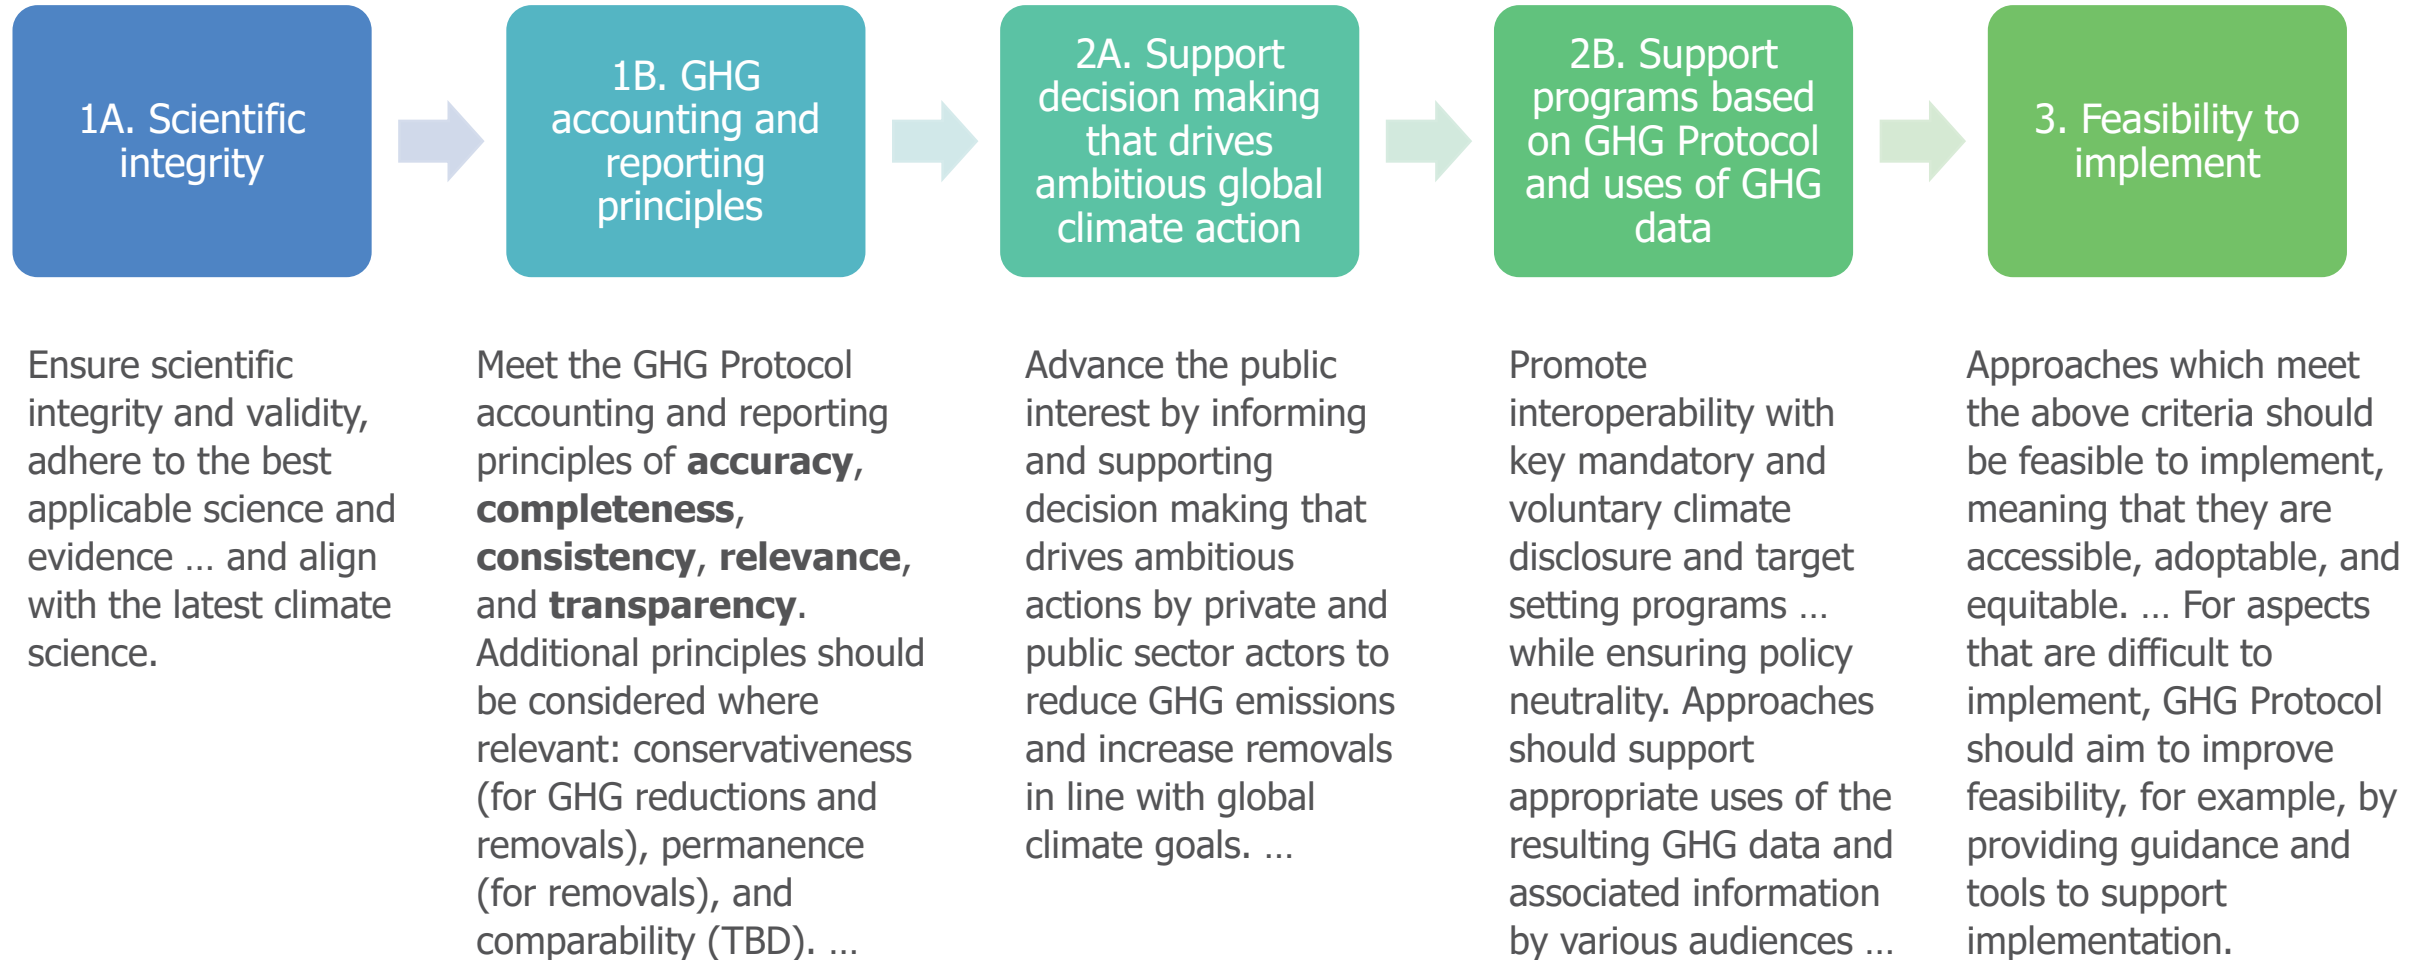 1A. Scientific
integrity
1B. GHG
accounting and
reporting
principles
2A. Support
decision making
that drives
ambitious global
climate action
2B. Support
programs based
on GHG Protocol
and uses of GHG
data
3. Feasibility to
implement
Ensure scientific
integrity and validity,
adhere to the best
applicable science and
evidence … and align
with the latest climate
science.
Meet the GHG Protocol
accounting and reporting
principles of accuracy,
completeness,
consistency, relevance,
and transparency.
Additional principles should
be considered where
relevant: conservativeness
(for GHG reductions and
removals), permanence
(for removals), and
comparability (TBD). …
Advance the public
interest by informing
and supporting
decision making that
drives ambitious
actions by private and
public sector actors to
reduce GHG emissions
and increase removals
in line with global
climate goals. …
Promote
interoperability with
key mandatory and
voluntary climate
disclosure and target
setting programs …
while ensuring policy
neutrality. Approaches
should support
appropriate uses of the
resulting GHG data and
associated information
by various audiences …
Approaches which meet
the above criteria should
be feasible to implement,
meaning that they are
accessible, adoptable, and
equitable. … For aspects
that are difficult to
implement, GHG Protocol
should aim to improve
feasibility, for example, by
providing guidance and
tools to support
implementation.